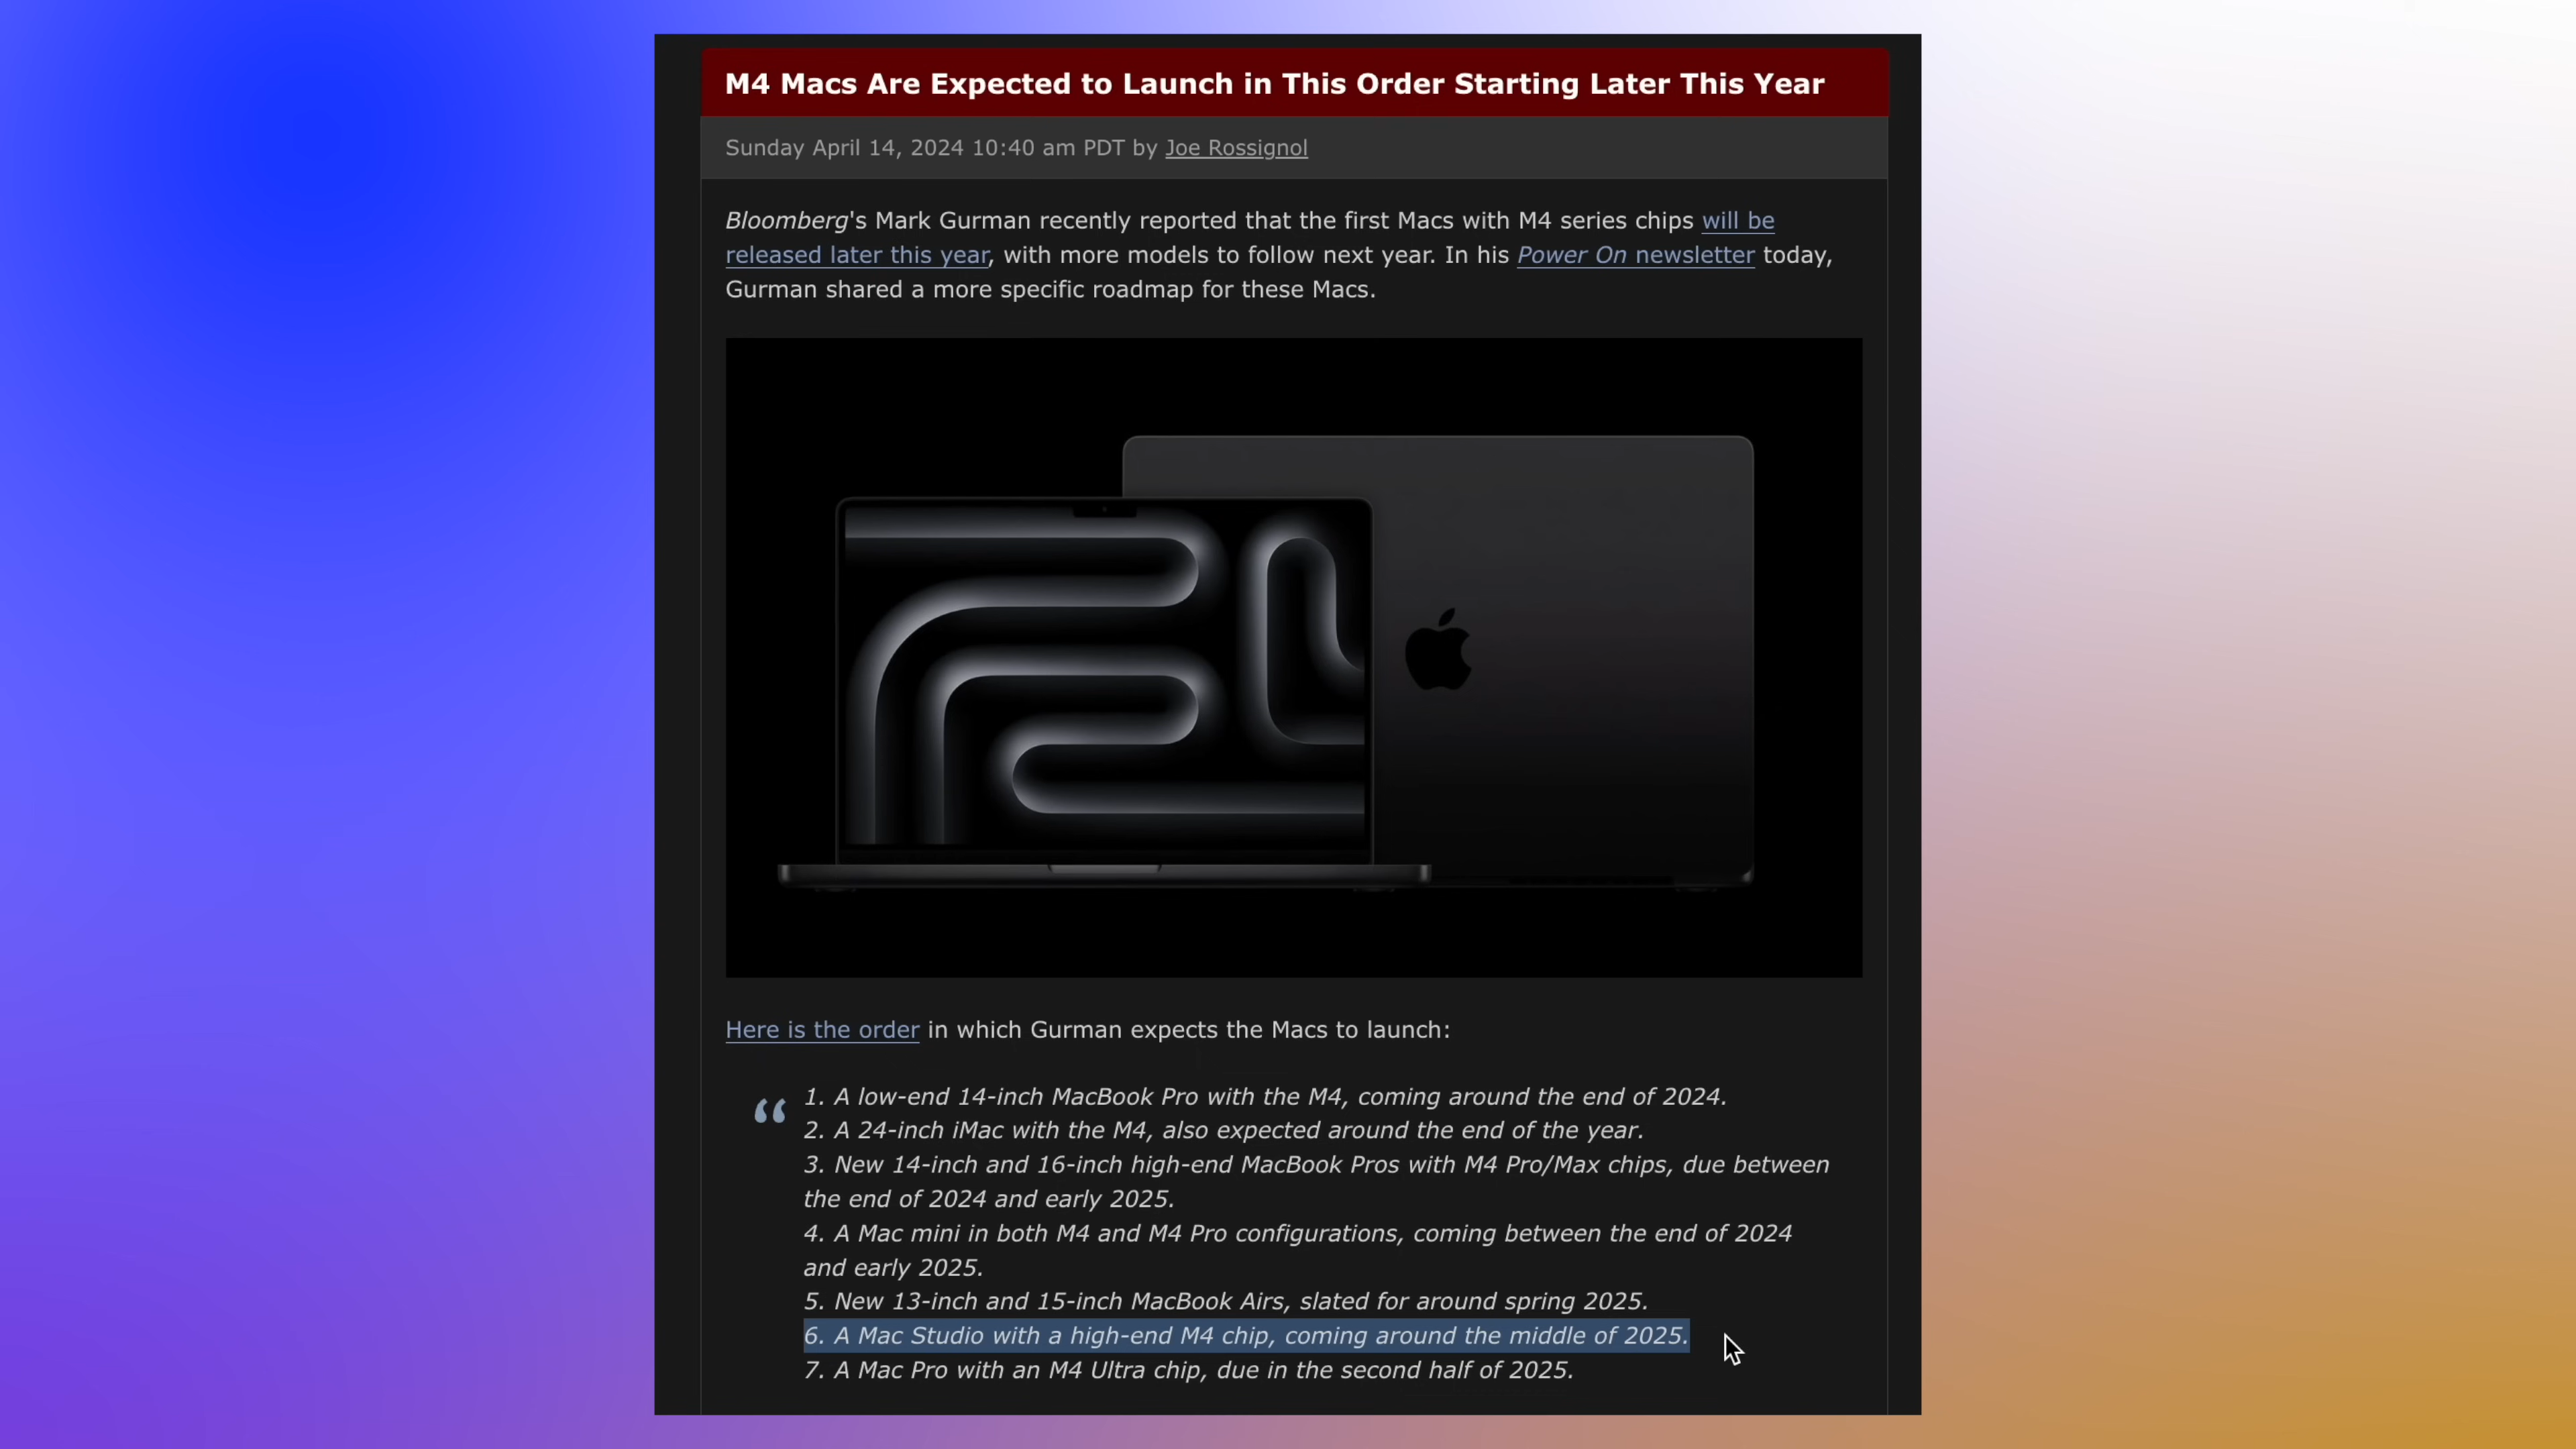 M4 Macs Are Expected to Launch in This Order Starting Later This Year
Sunday April 14, 2024 10:40 am PDT by Joe Rossignol
Bloomberg's Mark Gurman recently reported that the first Macs with M4 series chips will be
released later this year, with more models to follow next year. In his Power On newsletter today,
Gurman shared a more specific roadmap for these Macs.
Here is the order in which Gurman expects the Macs to launch:
“
1. A low-end 14-inch MacBook Pro with the M4, coming around the end of 2024.
2. A 24-inch iMac with the M4, also expected around the end of the year.
3. New 14-inch and 16-inch high-end MacBook Pros with M4 Pro/Max chips, due between
the end of 2024 and early 2025.
4. A Mac mini in both M4 and M4 Pro configurations, coming between the end of 2024
and early 2025.
5. New 13-inch and 15-inch MacBook Airs, slated for around spring 2025.
6. A Mac Studio with a high-end M4 chip, coming around the middle of 2025.
7. A Mac Pro with an M4 Ultra chip, due in the second half of 2025.